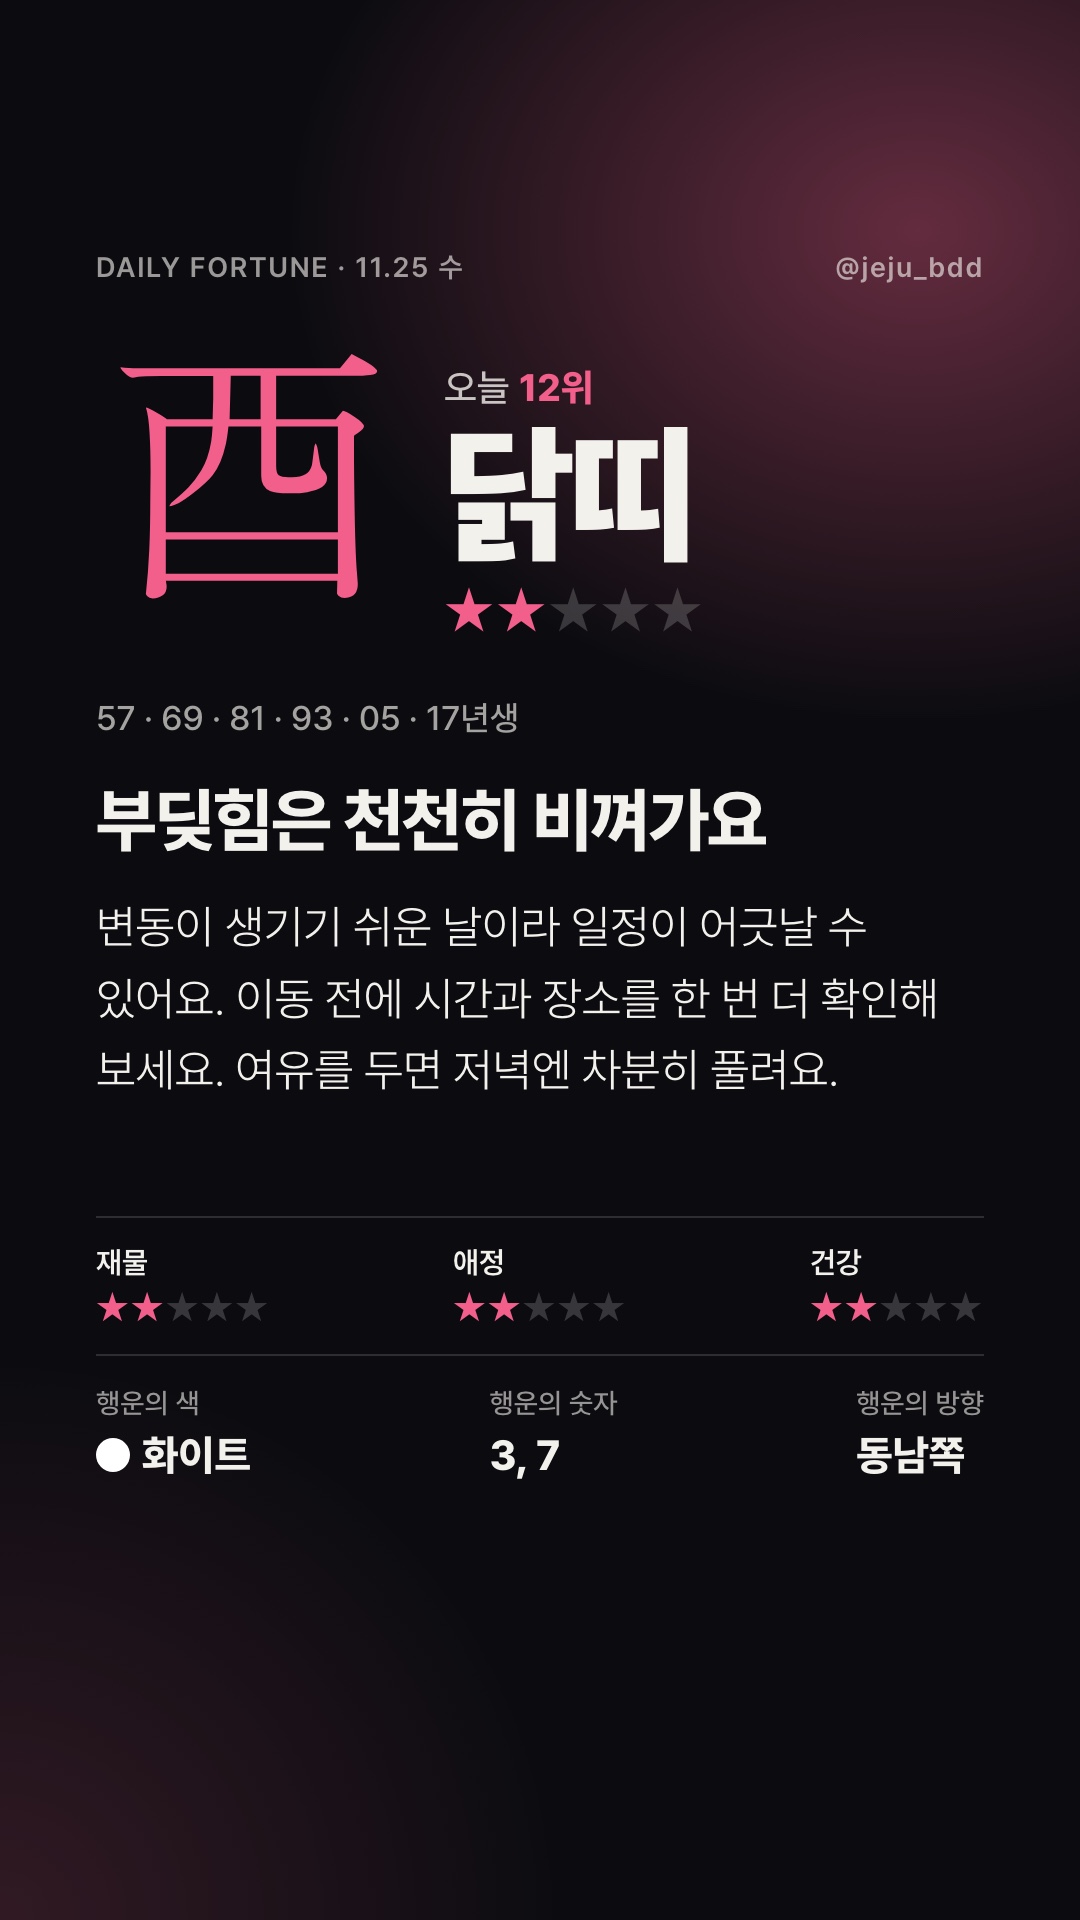 DAILY FORTUNE · 11.25 수
@jeju_bdd
酉
오늘 12위
닭띠
★★★★★
57 · 69 · 81 · 93 · 05 · 17년생
부딪힘은 천천히 비껴가요
변동이 생기기 쉬운 날이라 일정이 어긋날 수
있어요. 이동 전에 시간과 장소를 한 번 더 확인해
보세요. 여유를 두면 저녁엔 차분히 풀려요.
재물 애정 건강
★★★★★ ★★★★★ ★★★★★
행운의 색 행운의 숫자 행운의 방향
화이트 3, 7 동남쪽